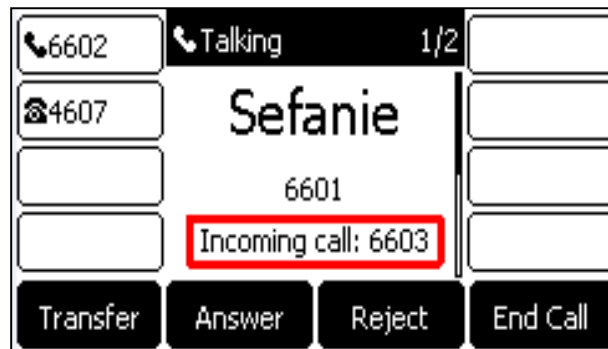 6602
Talking 1/2
4607
Sefanie
6601
Incoming call: 6603
Transfer Answer Reject End Call